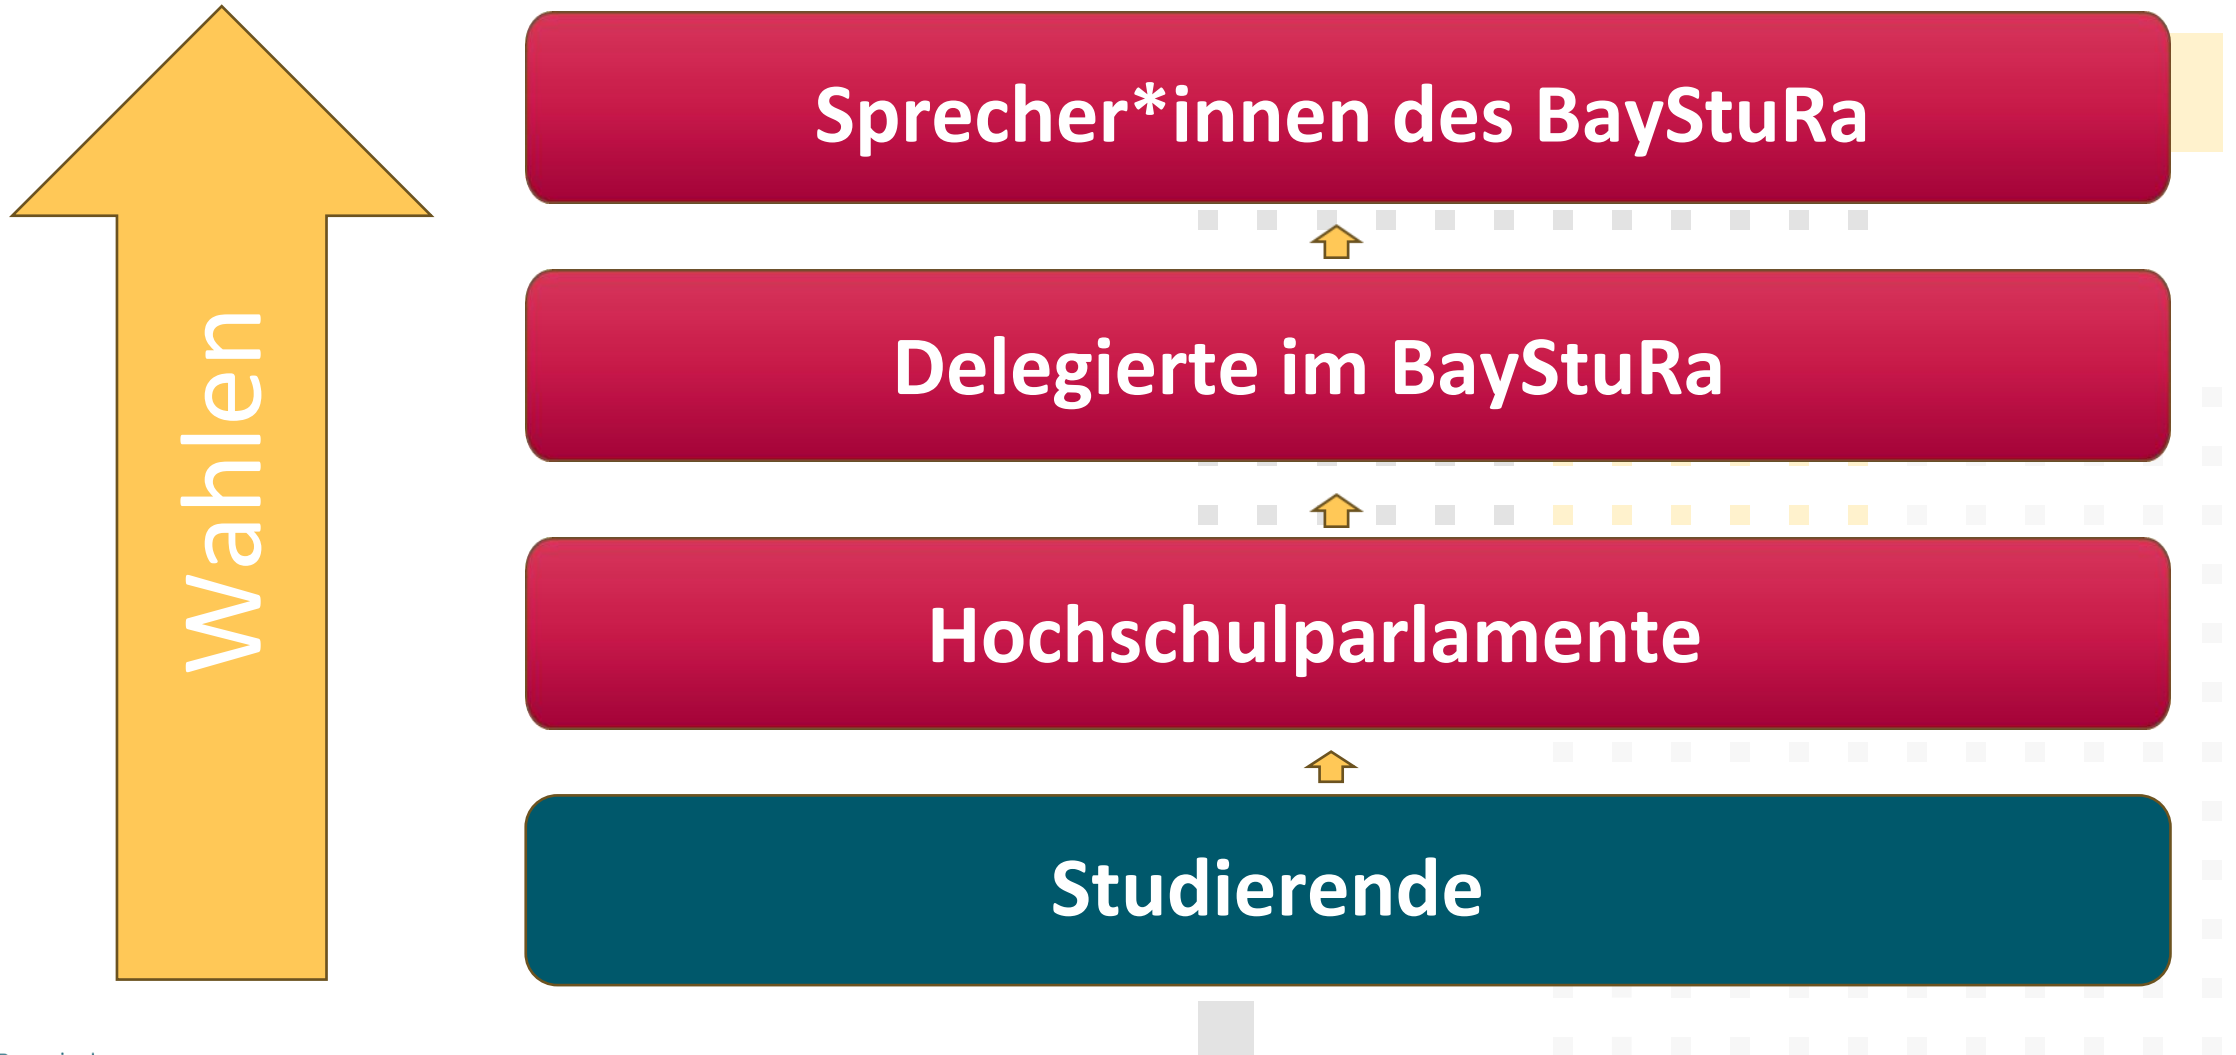 Wahlen
Sprecher*innen des BayStuRa
Delegierte im BayStuRa
Hochschulparlamente
Studierende